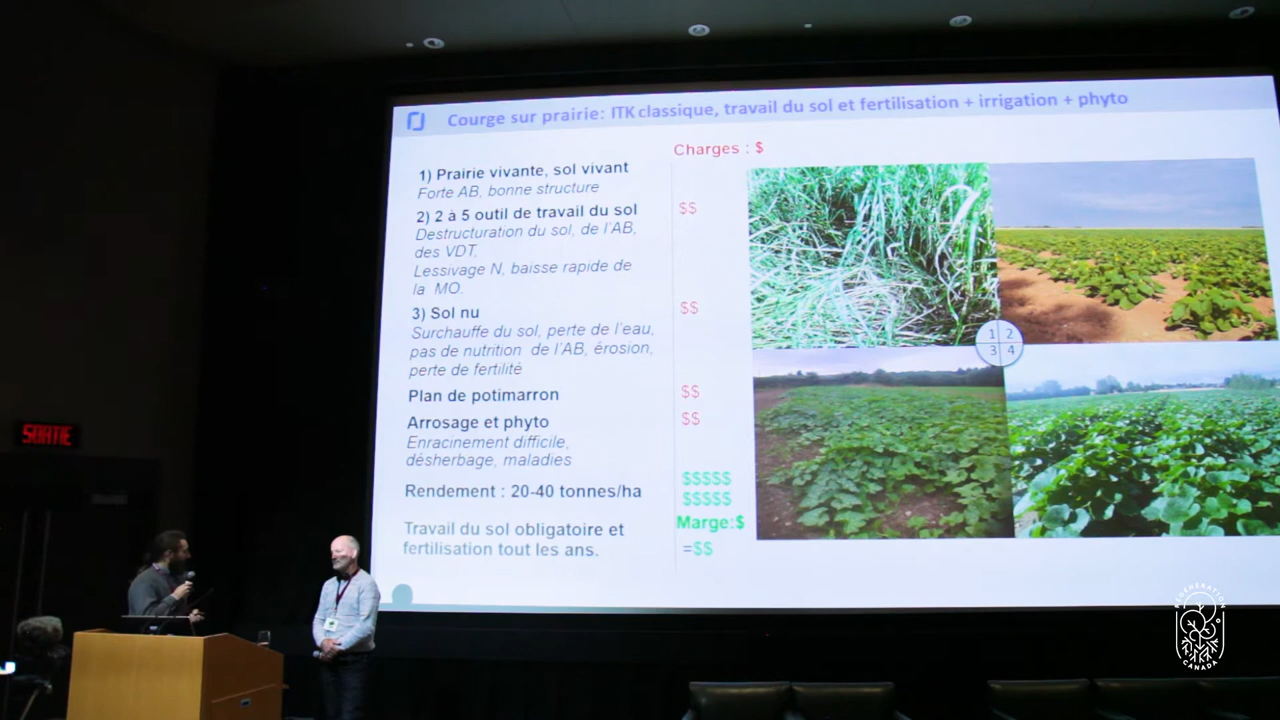 Courge sur prairie: ITK classique, travail du sol et fertilisation + irrigation + phyto
Charges : $
1) Prairie vivante, sol vivant
Forte AB, bonne structure
2) 2 à 5 outil de travail du sol
$$
Destructuration du sol, de l'AB,
des VDT,
Lessivage N, baisse rapide de
la MO.
3) Sol nu
$$
Surchauffe du sol, perte de l'eau,
pas de nutrition de l'AB, érosion,
perte de fertilité
Plan de potimarron
$$
Arrosage et phyto
$$
Enracinement difficile,
désherbage, maladies
Rendement : 20-40 tonnes/ha
$$$$$
$$$$$
Marge:$
Travail du sol obligatoire et
fertilisation tout les ans.
=$$
1 2
3 4
SORTIE
REGENERATION
CANADA